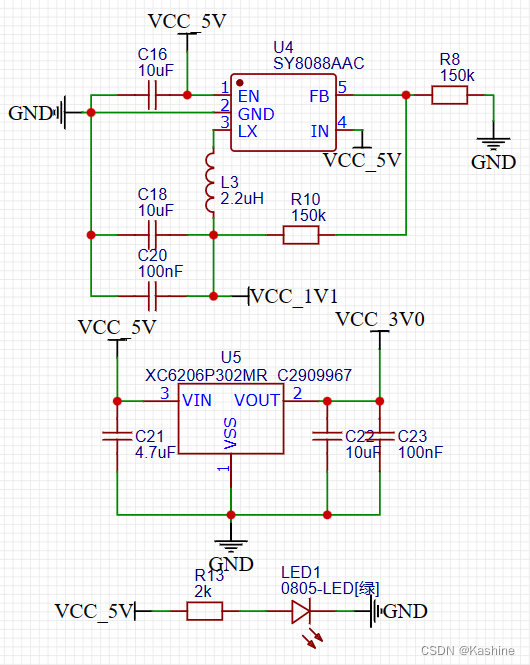 VCC_5V
C16
10uF
U4
SY8088AAC
R8
150k
1
EN
FB
5
GND
2
GND
3
LX
IN
4
VCC_5V
GND
L3
2.2uH
C18
10uF
R10
150k
C20
100nF
VCC_1V1
VCC_5V
VCC_3V0
U5
XC6206P302MR C2909967
3
VIN
VOUT
2
VSS
1
C21
4.7uF
C22
10uF
C23
100nF
GND
R13
2k
LED1
0805-LED[绿]
VCC_5V
GND
CSDN @Kashine